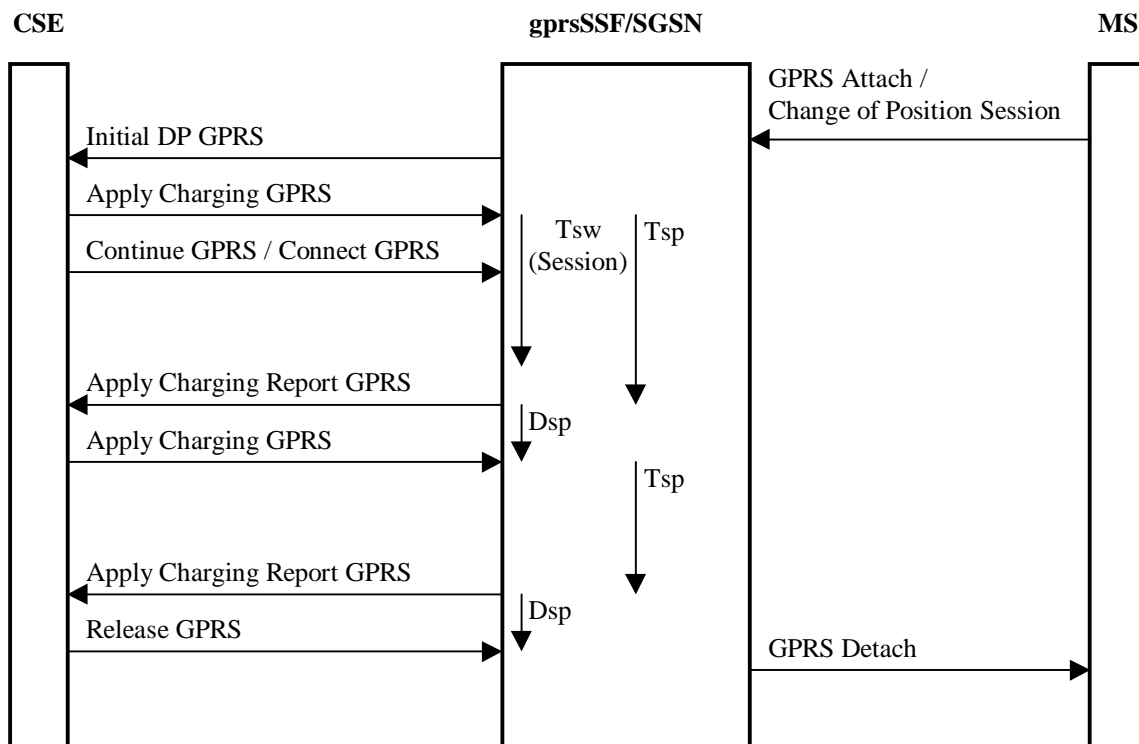 CSE
gprsSSF/SGSN
MS
GPRS Attach /
Change of Position Session
Initial DP GPRS
Apply Charging GPRS
Tsw
(Session)
Tsp
Continue GPRS / Connect GPRS
Apply Charging Report GPRS
Dsp
Apply Charging GPRS
Tsp
Apply Charging Report GPRS
Dsp
Release GPRS
GPRS Detach